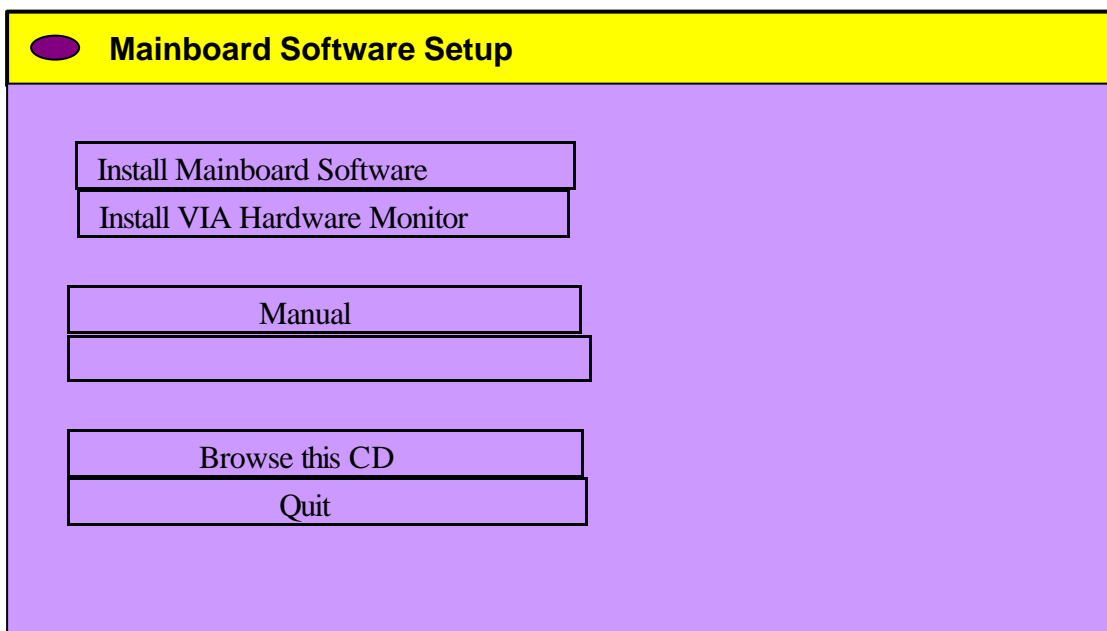 Mainboard Software Setup
Install Mainboard Software
Install VIA Hardware Monitor
Manual
Browse this CD
Quit